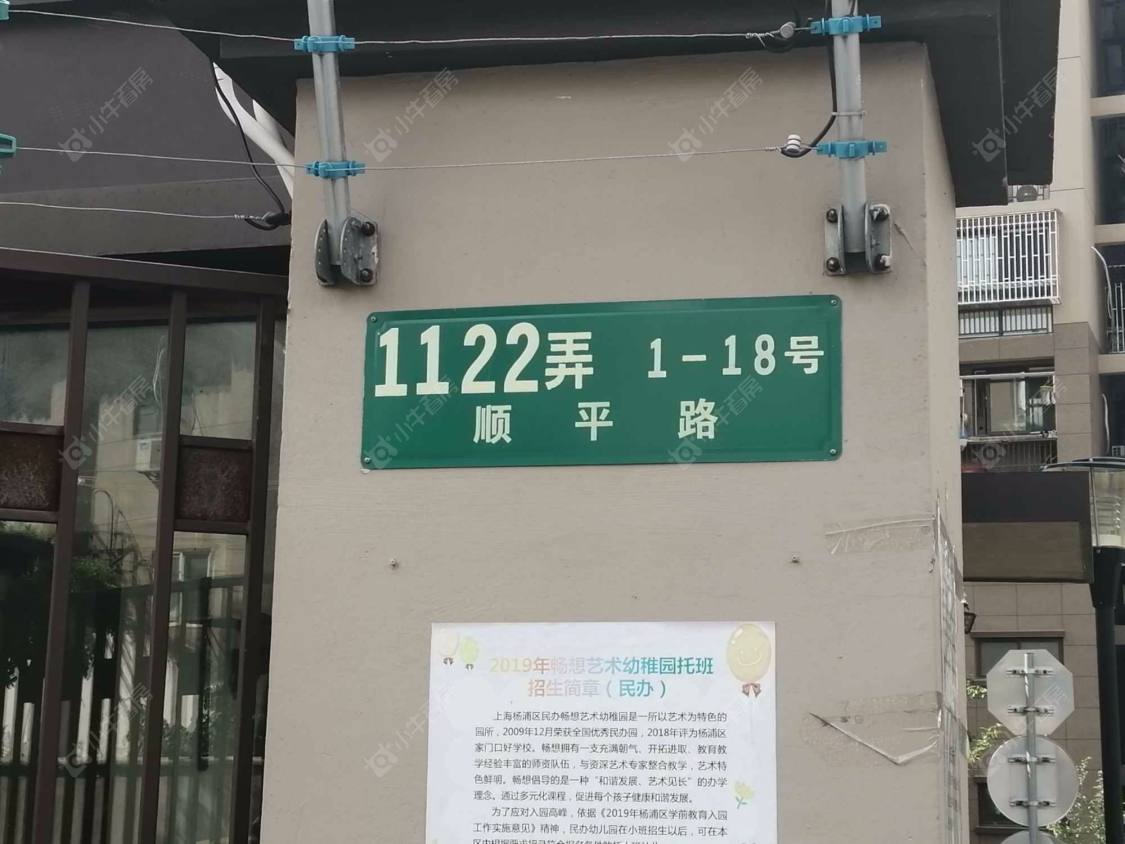 1122弄 1-18号
顺平路
2019年畅想艺术幼稚园托班
招生简章（民办）
上海杨浦区民办畅想艺术幼稚园是一所以艺术为特色的
园所，2009年12月荣获全国优秀民办园，2018年评为杨浦区
家门口好学校。畅想拥有一支充满朝气、开拓进取、教育教
学经验丰富的师资队伍，与资深艺术专家整合教学，艺术特
色鲜明。畅想倡导的是一种“和谐发展、艺术见长”的办学
理念。通过多元化课程，促进每个孩子健康和谐发展。
为了应对入园高峰，依据《2019年杨浦区学前教育入园
工作实施意见》精神，民办幼儿园在小班招生以后，可在本
小牛看房